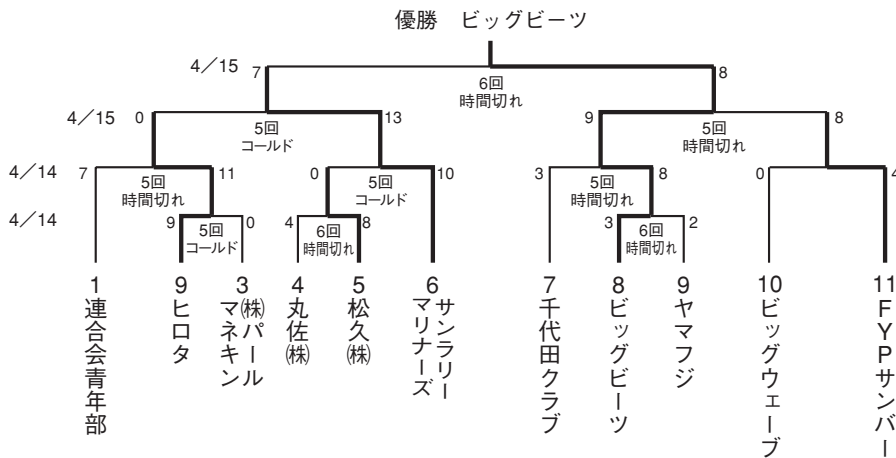 優勝　ビッグビーツ
4／15
7
6回
時間切れ
8
4／15
0
5回
コールド
13
9
5回
時間切れ
8
4／14
7
5回
時間切れ
11
0
5回
コールド
10
3
5回
時間切れ
8
0
4
4／14
9
5回
コールド
0
4
6回
時間切れ
8
3
6回
時間切れ
2
1
連合会青年部
9
ヒロタ
3
㈱パール
マネキン
4
丸佐㈱
5
松久㈱
6
サンラリー
マリナーズ
7
千代田クラブ
8
ビッグビーツ
9
ヤマフジ
10
ビッグウェーブ
11
FYPサンバー